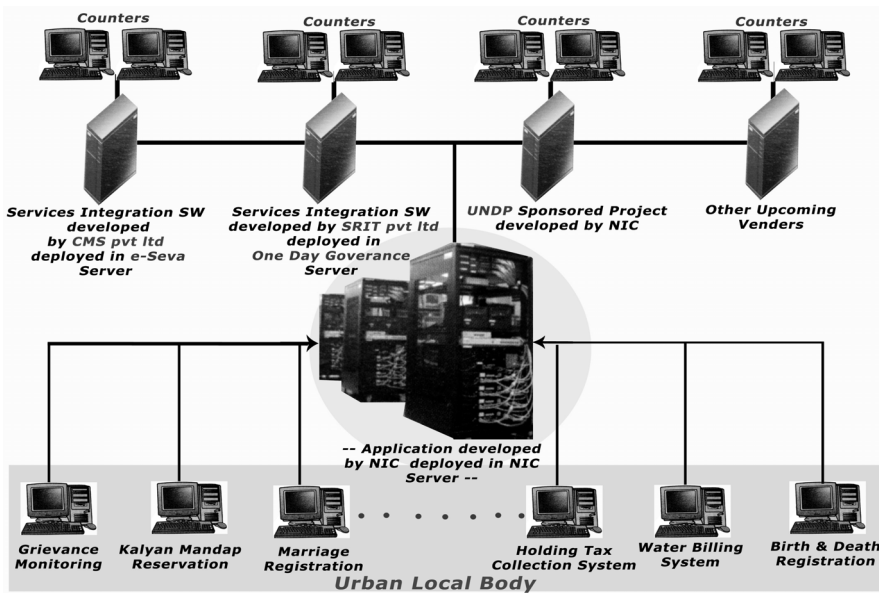 Counters
Counters
Counters
Counters
Services Integration SW
developed
by CMS pvt ltd
deployed in e-Seva
Server
Services Integration SW
developed by SRIT pvt ltd
deployed in
One Day Goverance
Server
UNDP Sponsored Project
developed by NIC
Other Upcoming
Venders
-- Application developed
by NIC deployed in NIC
Server --
Grievance
Monitoring
Kalyan Mandap
Reservation
Marriage
Registration
Holding Tax
Collection System
Water Billing
System
Birth & Death
Registration
Urban Local Body